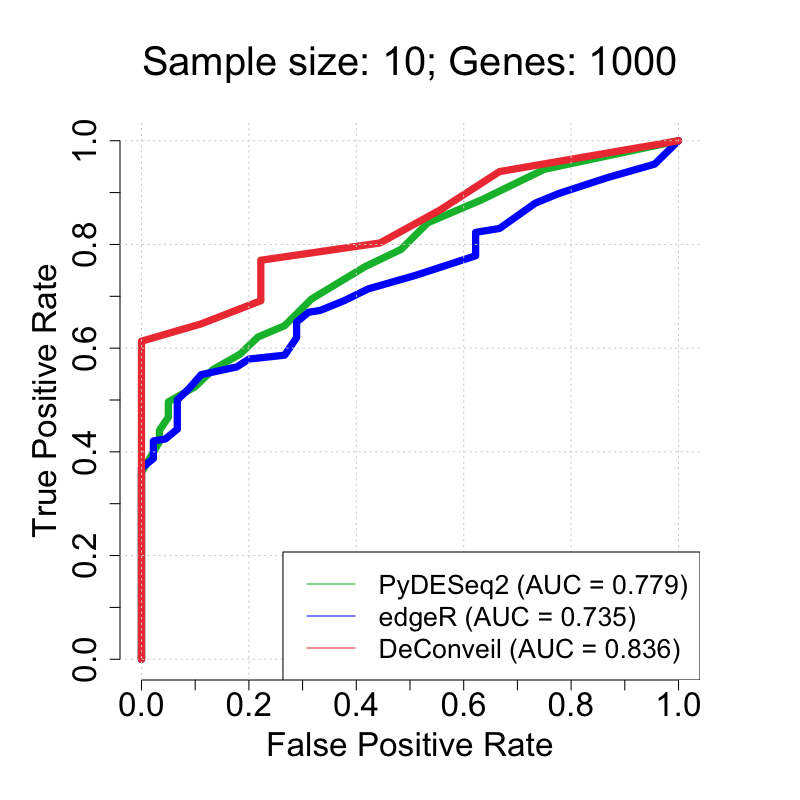 Sample size: 10; Genes: 1000
True Positive Rate
1.0
0.8
0.6
0.4
0.2
0.0
PyDESeq2 (AUC = 0.779)
edgeR (AUC = 0.735)
DeConveil (AUC = 0.836)
0.0 0.2 0.4 0.6 0.8 1.0
False Positive Rate